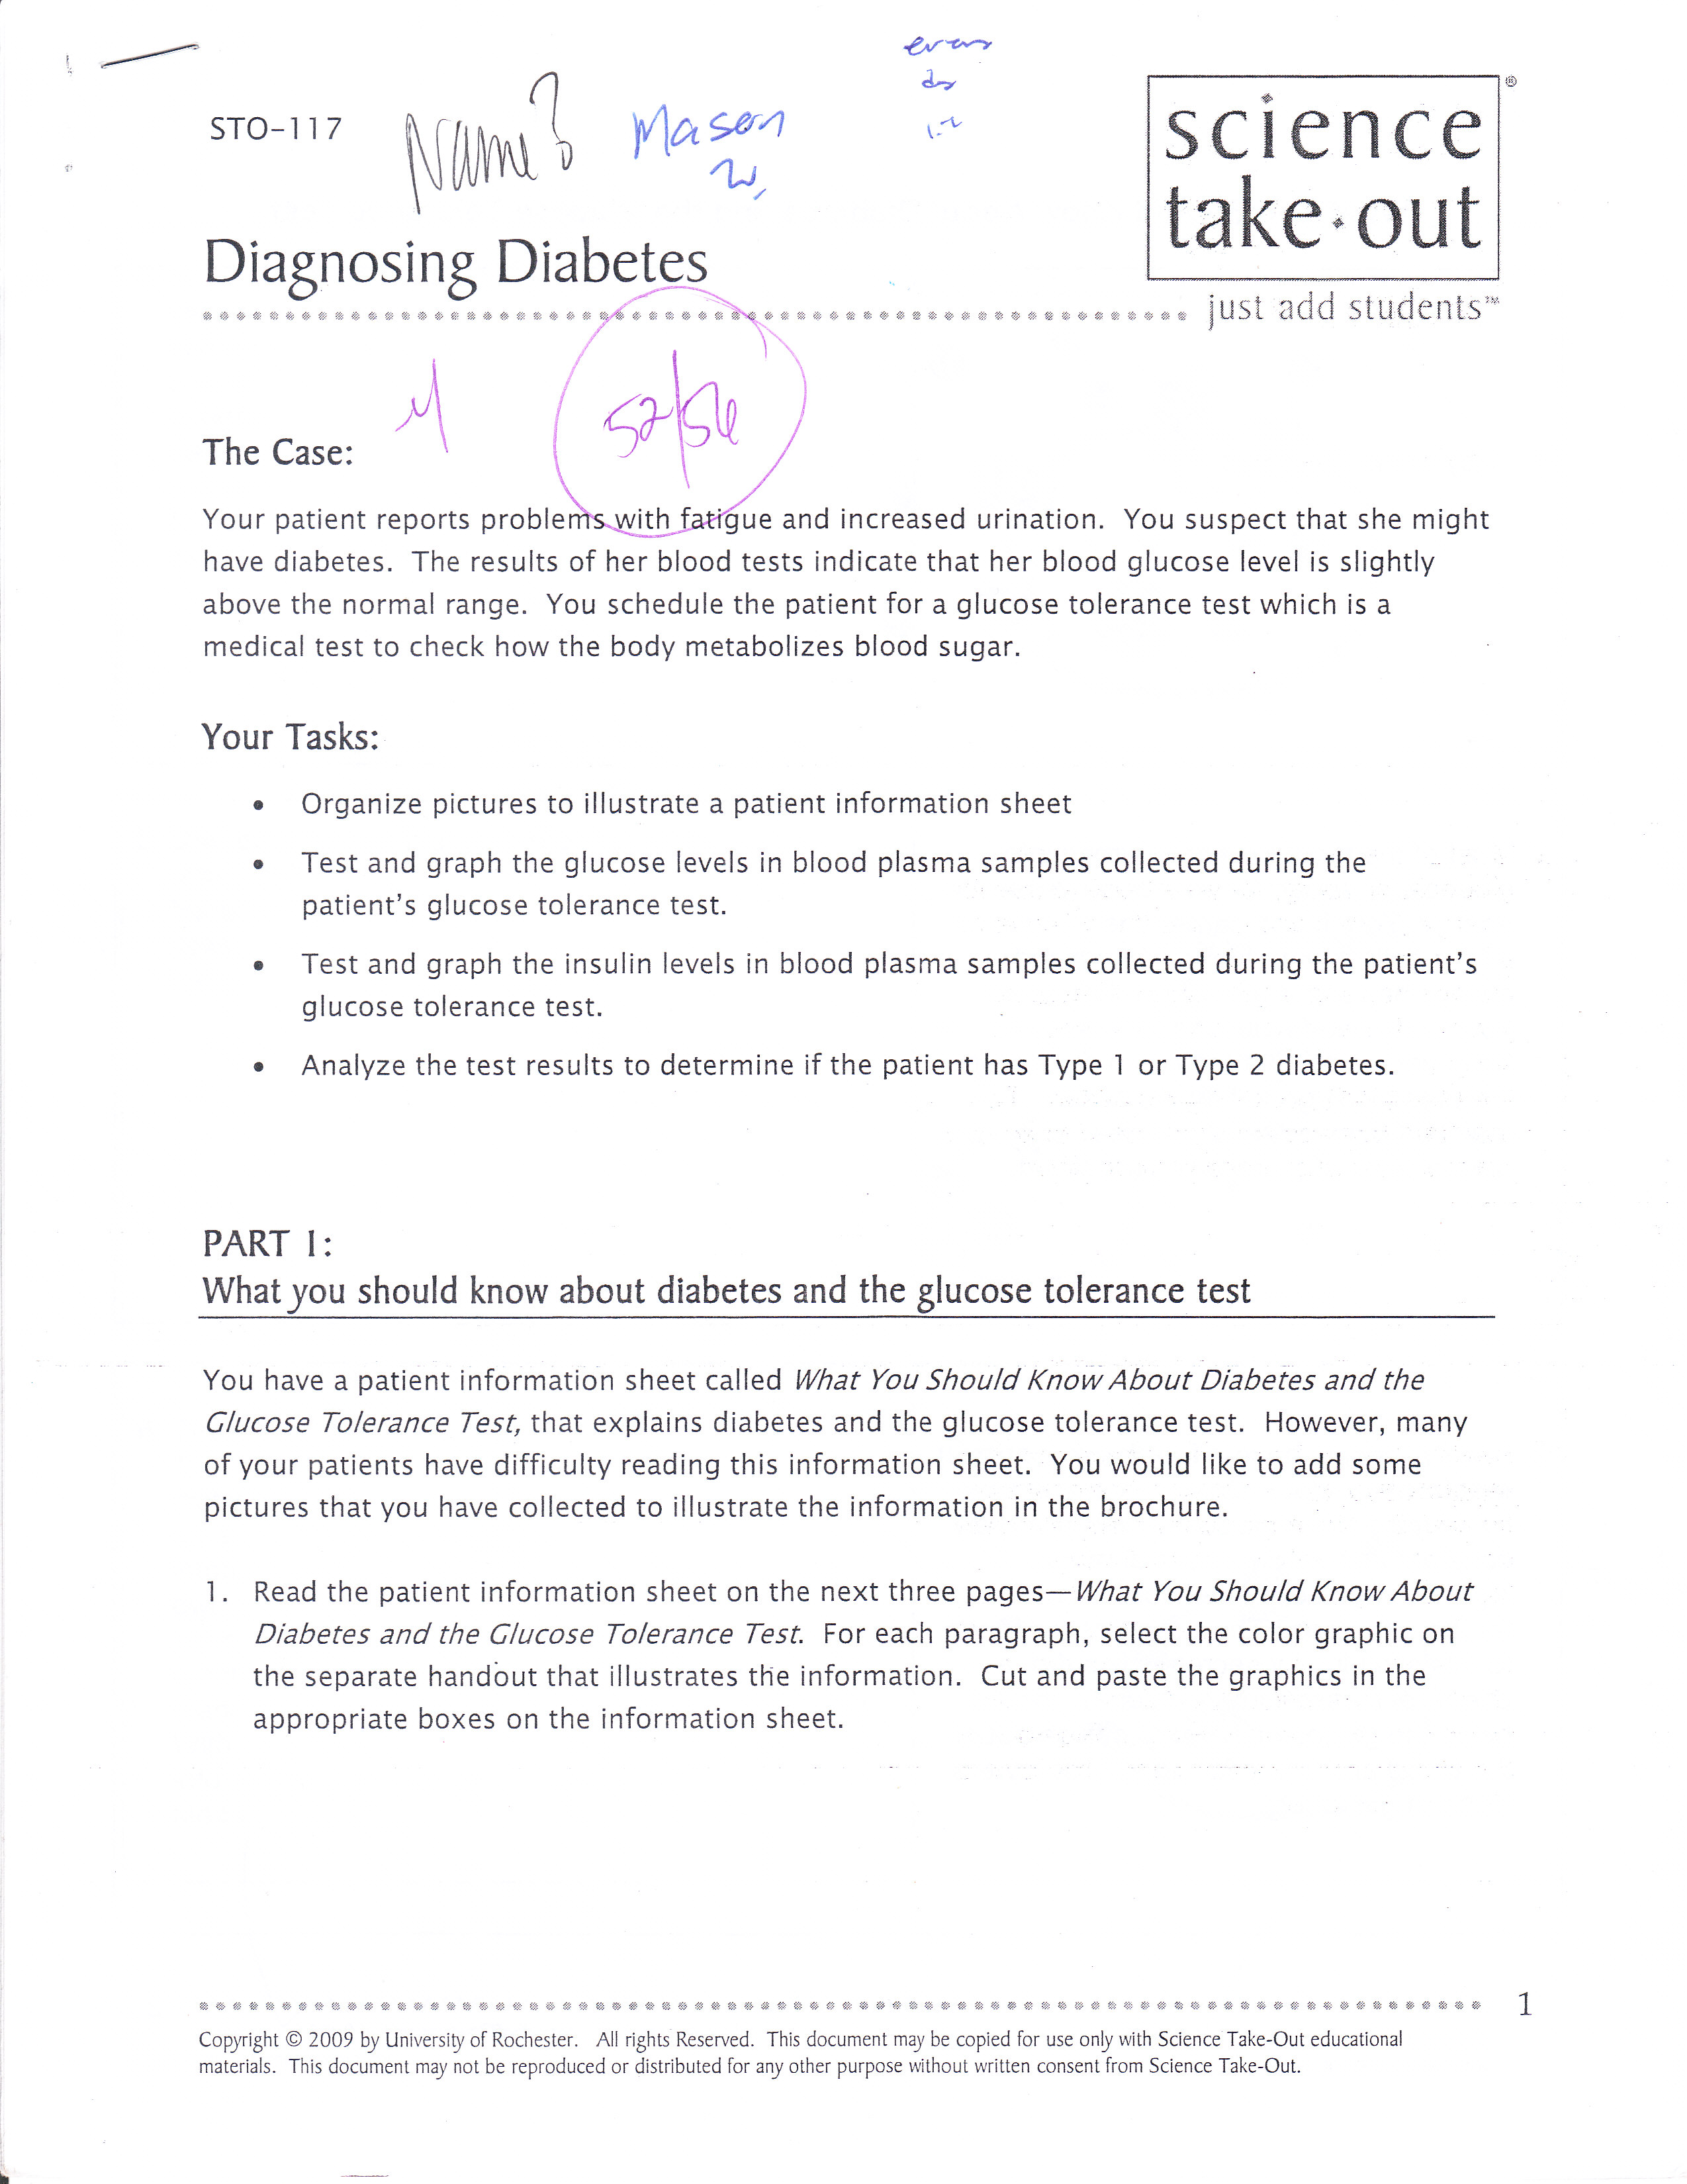 STO-117
Name?
Mason
W.
science
take·out
®
just add students™
Diagnosing Diabetes
52/56
The Case:
Your patient reports problems with fatigue and increased urination. You suspect that she might
have diabetes. The results of her blood tests indicate that her blood glucose level is slightly
above the normal range. You schedule the patient for a glucose tolerance test which is a
medical test to check how the body metabolizes blood sugar.
Your Tasks:
• Organize pictures to illustrate a patient information sheet
• Test and graph the glucose levels in blood plasma samples collected during the
patient's glucose tolerance test.
• Test and graph the insulin levels in blood plasma samples collected during the patient's
glucose tolerance test.
• Analyze the test results to determine if the patient has Type 1 or Type 2 diabetes.
PART 1:
What you should know about diabetes and the glucose tolerance test
You have a patient information sheet called What You Should Know About Diabetes and the
Glucose Tolerance Test, that explains diabetes and the glucose tolerance test. However, many
of your patients have difficulty reading this information sheet. You would like to add some
pictures that you have collected to illustrate the information in the brochure.
1. Read the patient information sheet on the next three pages—What You Should Know About
Diabetes and the Glucose Tolerance Test. For each paragraph, select the color graphic on
the separate handout that illustrates the information. Cut and paste the graphics in the
appropriate boxes on the information sheet.
1
Copyright © 2009 by University of Rochester. All rights Reserved. This document may be copied for use only with Science Take-Out educational
materials. This document may not be reproduced or distributed for any other purpose without written consent from Science Take-Out.